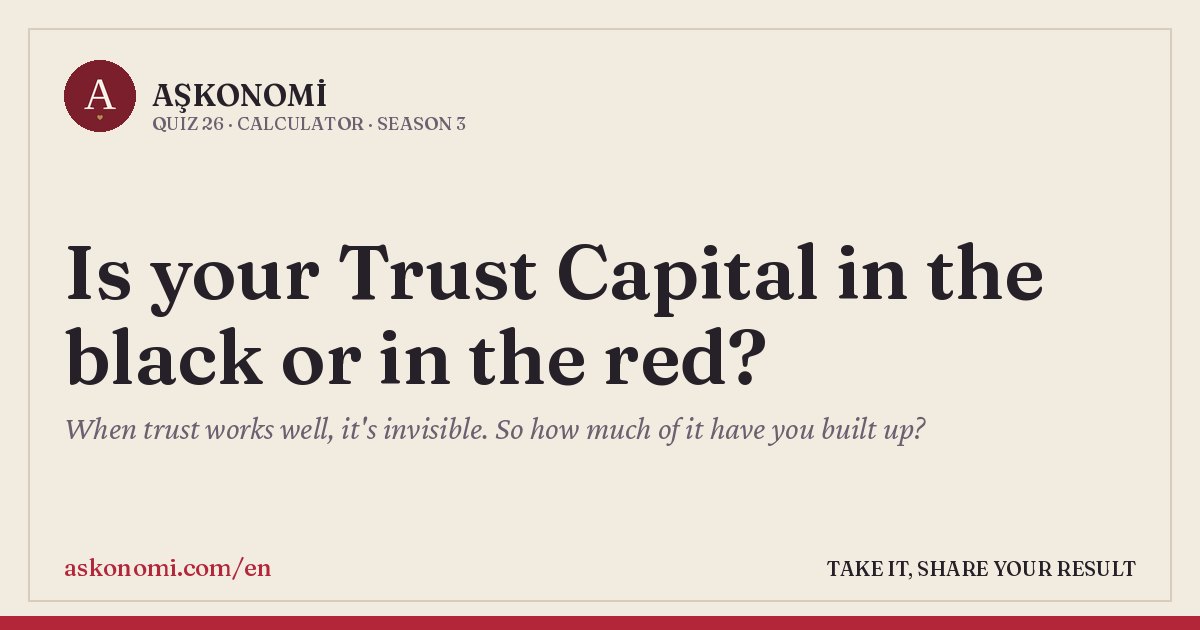 A
AŞKONOMİ
QUIZ 26 · CALCULATOR · SEASON 3
Is your Trust Capital in the
black or in the red?
When trust works well, it's invisible. So how much of it have you built up?
askonomi.com/en
TAKE IT, SHARE YOUR RESULT